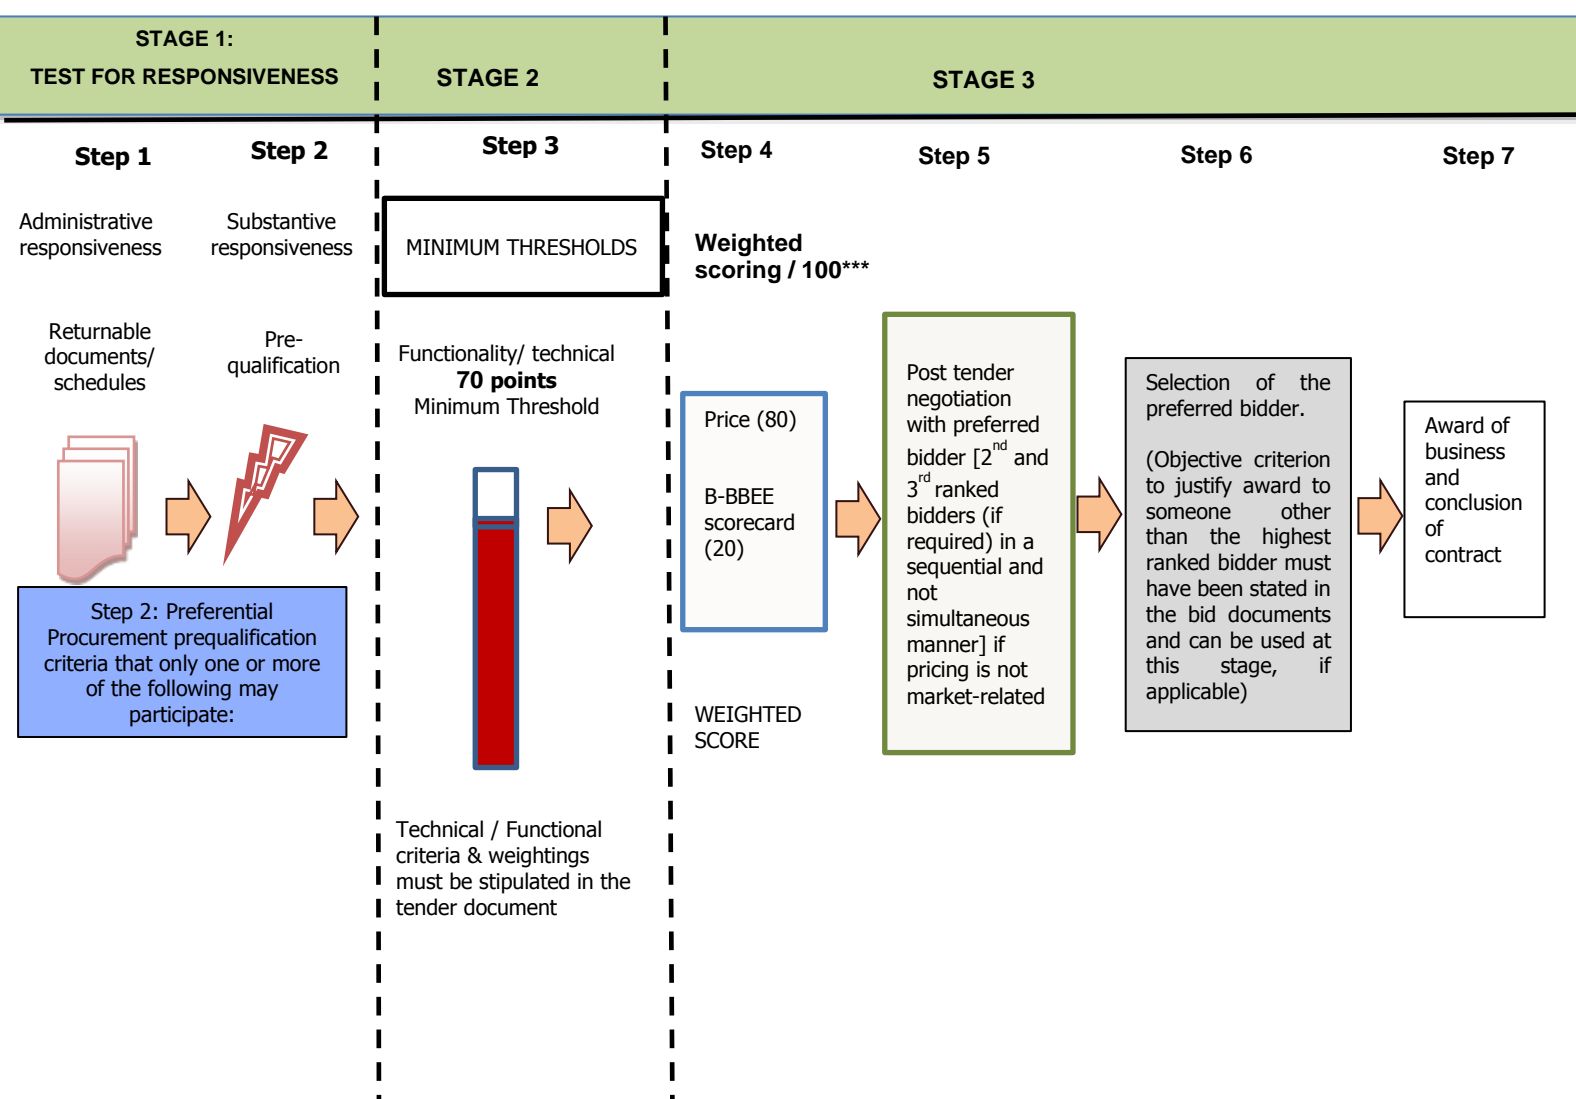 STAGE 1:
TEST FOR RESPONSIVENESS
STAGE 2
STAGE 3
Step 1
Step 2
Step 3
Step 4
Step 5
Step 6
Step 7
Administrative
responsiveness
Substantive
responsiveness
MINIMUM THRESHOLDS
Weighted
scoring / 100***
Returnable
documents/
schedules
Pre-
qualification
Functionality/ technical
70 points
Minimum Threshold
Price (80)
B-BBEE
scorecard
(20)
Post tender
negotiation
with preferred
bidder [2nd and
3rd ranked
bidders (if
required) in a
sequential and
not
simultaneous
manner] if
pricing is not
market-related
Selection of the
preferred bidder.
(Objective criterion
to justify award to
someone other
than the highest
ranked bidder must
have been stated in
the bid documents
and can be used at
this stage, if
applicable)
Award of
business
and
conclusion
of
contract
Step 2: Preferential
Procurement prequalification
criteria that only one or more
of the following may
participate:
WEIGHTED
SCORE
Technical / Functional
criteria & weightings
must be stipulated in the
tender document